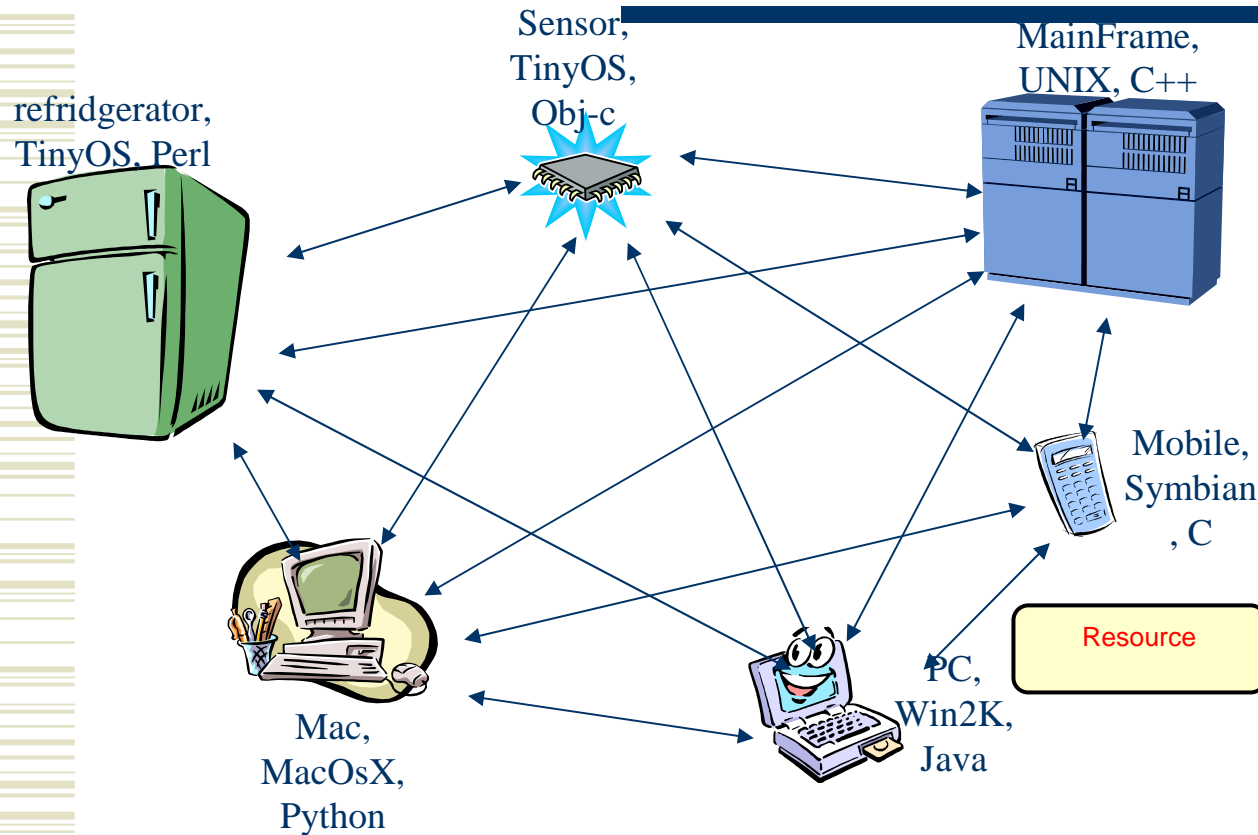 Sensor,
TinyOS,
Obj-c
MainFrame,
UNIX, C++
refridgerator,
TinyOS, Perl
Mobile,
Symbian
, C
Resource
PC,
Win2K,
Java
Mac,
MacOsX,
Python